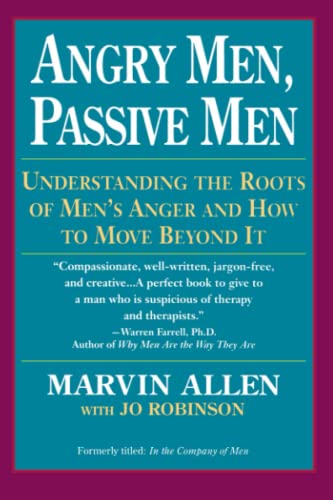 ANGRY MEN,
PASSIVE MEN
UNDERSTANDING THE ROOTS
OF MEN'S ANGER AND HOW
TO MOVE BEYOND IT
"Compassionate, well-written, jargon-free,
and creative...A perfect book to give to
a man who is suspicious of therapy
and therapists."
—Warren Farrell, Ph.D.
Author of Why Men Are the Way They Are
MARVIN ALLEN
WITH JO ROBINSON
Formerly titled: In the Company of Men